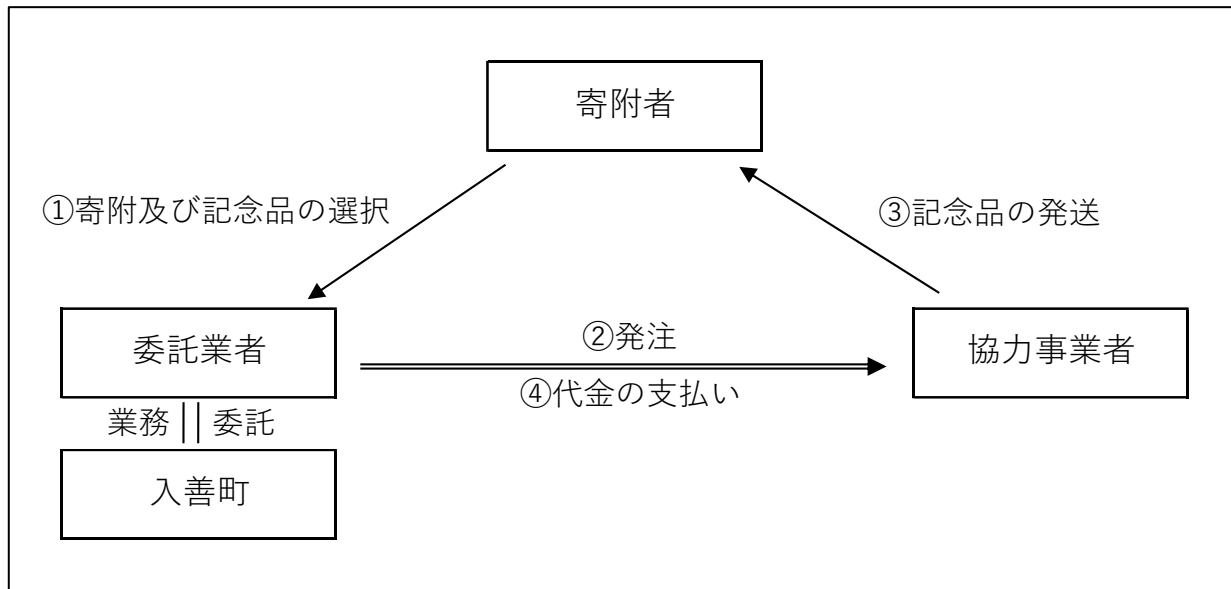 寄附者
①寄附及び記念品の選択
③記念品の発送
委託業者
②発注
④代金の支払い
協力事業者
業務 委託
入善町